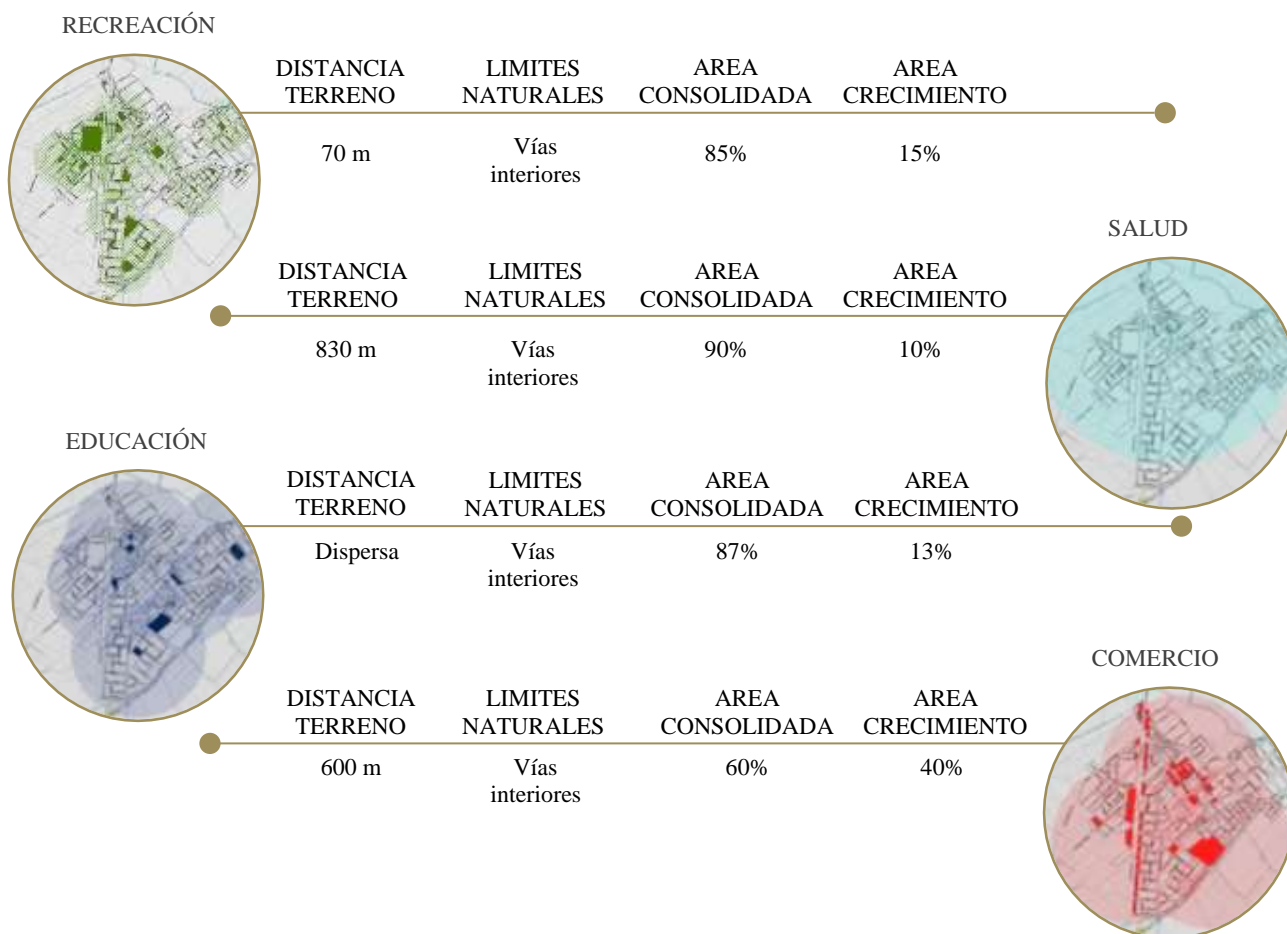 RECREACIÓN
DISTANCIA TERRENO
LIMITES NATURALES
AREA CONSOLIDADA
AREA CRECIMIENTO
70 m
Vías interiores
85%
15%
SALUD
DISTANCIA TERRENO
LIMITES NATURALES
AREA CONSOLIDADA
AREA CRECIMIENTO
830 m
Vías interiores
90%
10%
EDUCACIÓN
DISTANCIA TERRENO
LIMITES NATURALES
AREA CONSOLIDADA
AREA CRECIMIENTO
Dispersa
Vías interiores
87%
13%
COMERCIO
DISTANCIA TERRENO
LIMITES NATURALES
AREA CONSOLIDADA
AREA CRECIMIENTO
600 m
Vías interiores
60%
40%